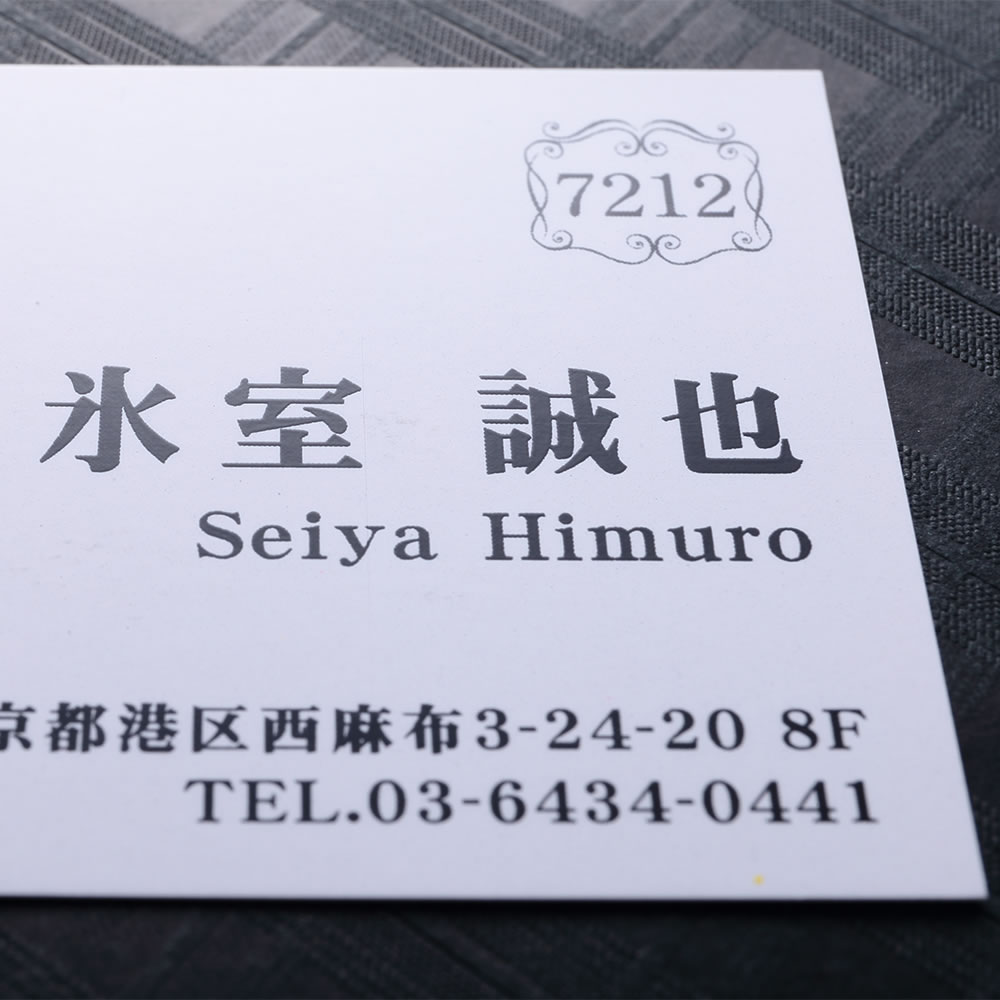 7212
氷室 誠也
Seiya Himuro
京都港区西麻布3-24-20 8F
TEL.03-6434-0441